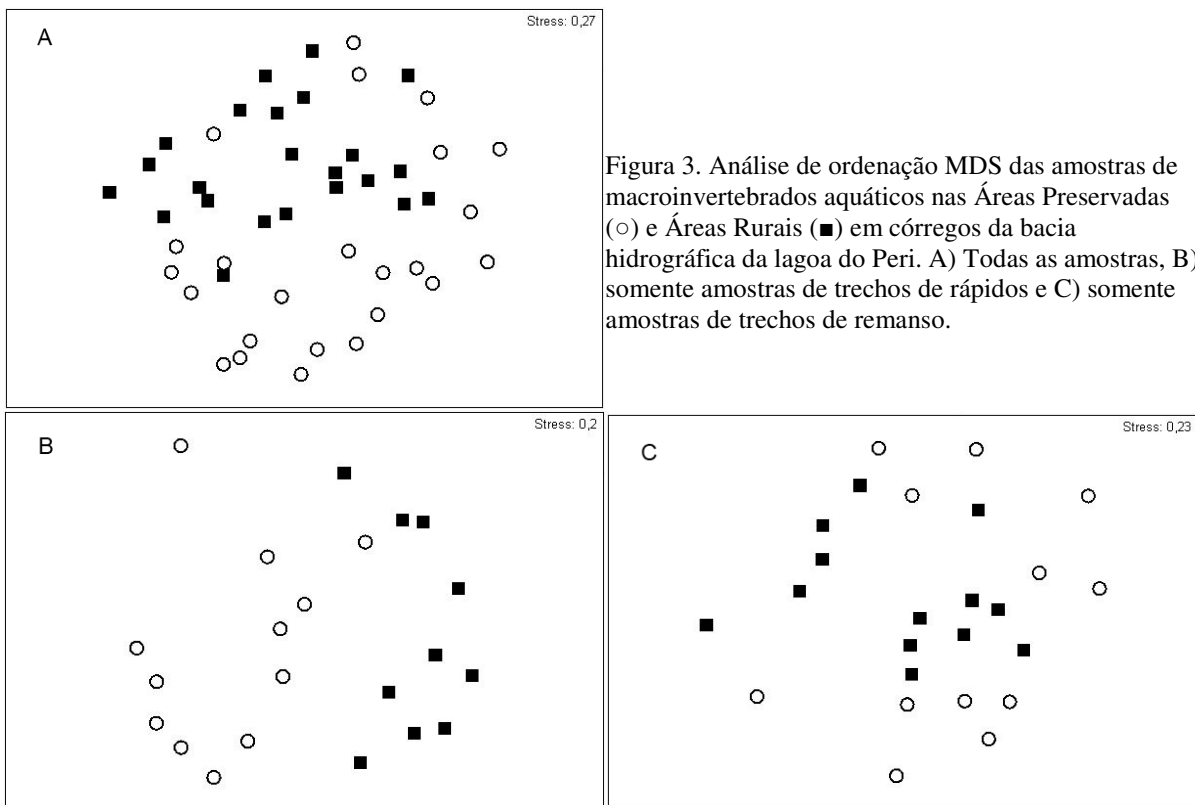 A
Stress: 0,27
Figura 3. Análise de ordenação MDS das amostras de
macroinvertebrados aquáticos nas Áreas Preservadas
(○) e Áreas Rurais (■) em córregos da bacia
hidrográfica da lagoa do Peri. A) Todas as amostras, B)
somente amostras de trechos de rápidos e C) somente
amostras de trechos de remanso.
B
Stress: 0,2
C
Stress: 0,23